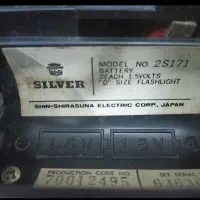 SILVER
MODEL NO. 2S171
BATTERY
2EACH 1.5VOLTS
"D" SIZE FLASHLIGHT
SHIN-SHIRASUNA ELECTRIC CORP., JAPAN
1.5V 1.5V
PRODUCTION CODE NO.
70012495
SET SERIAL